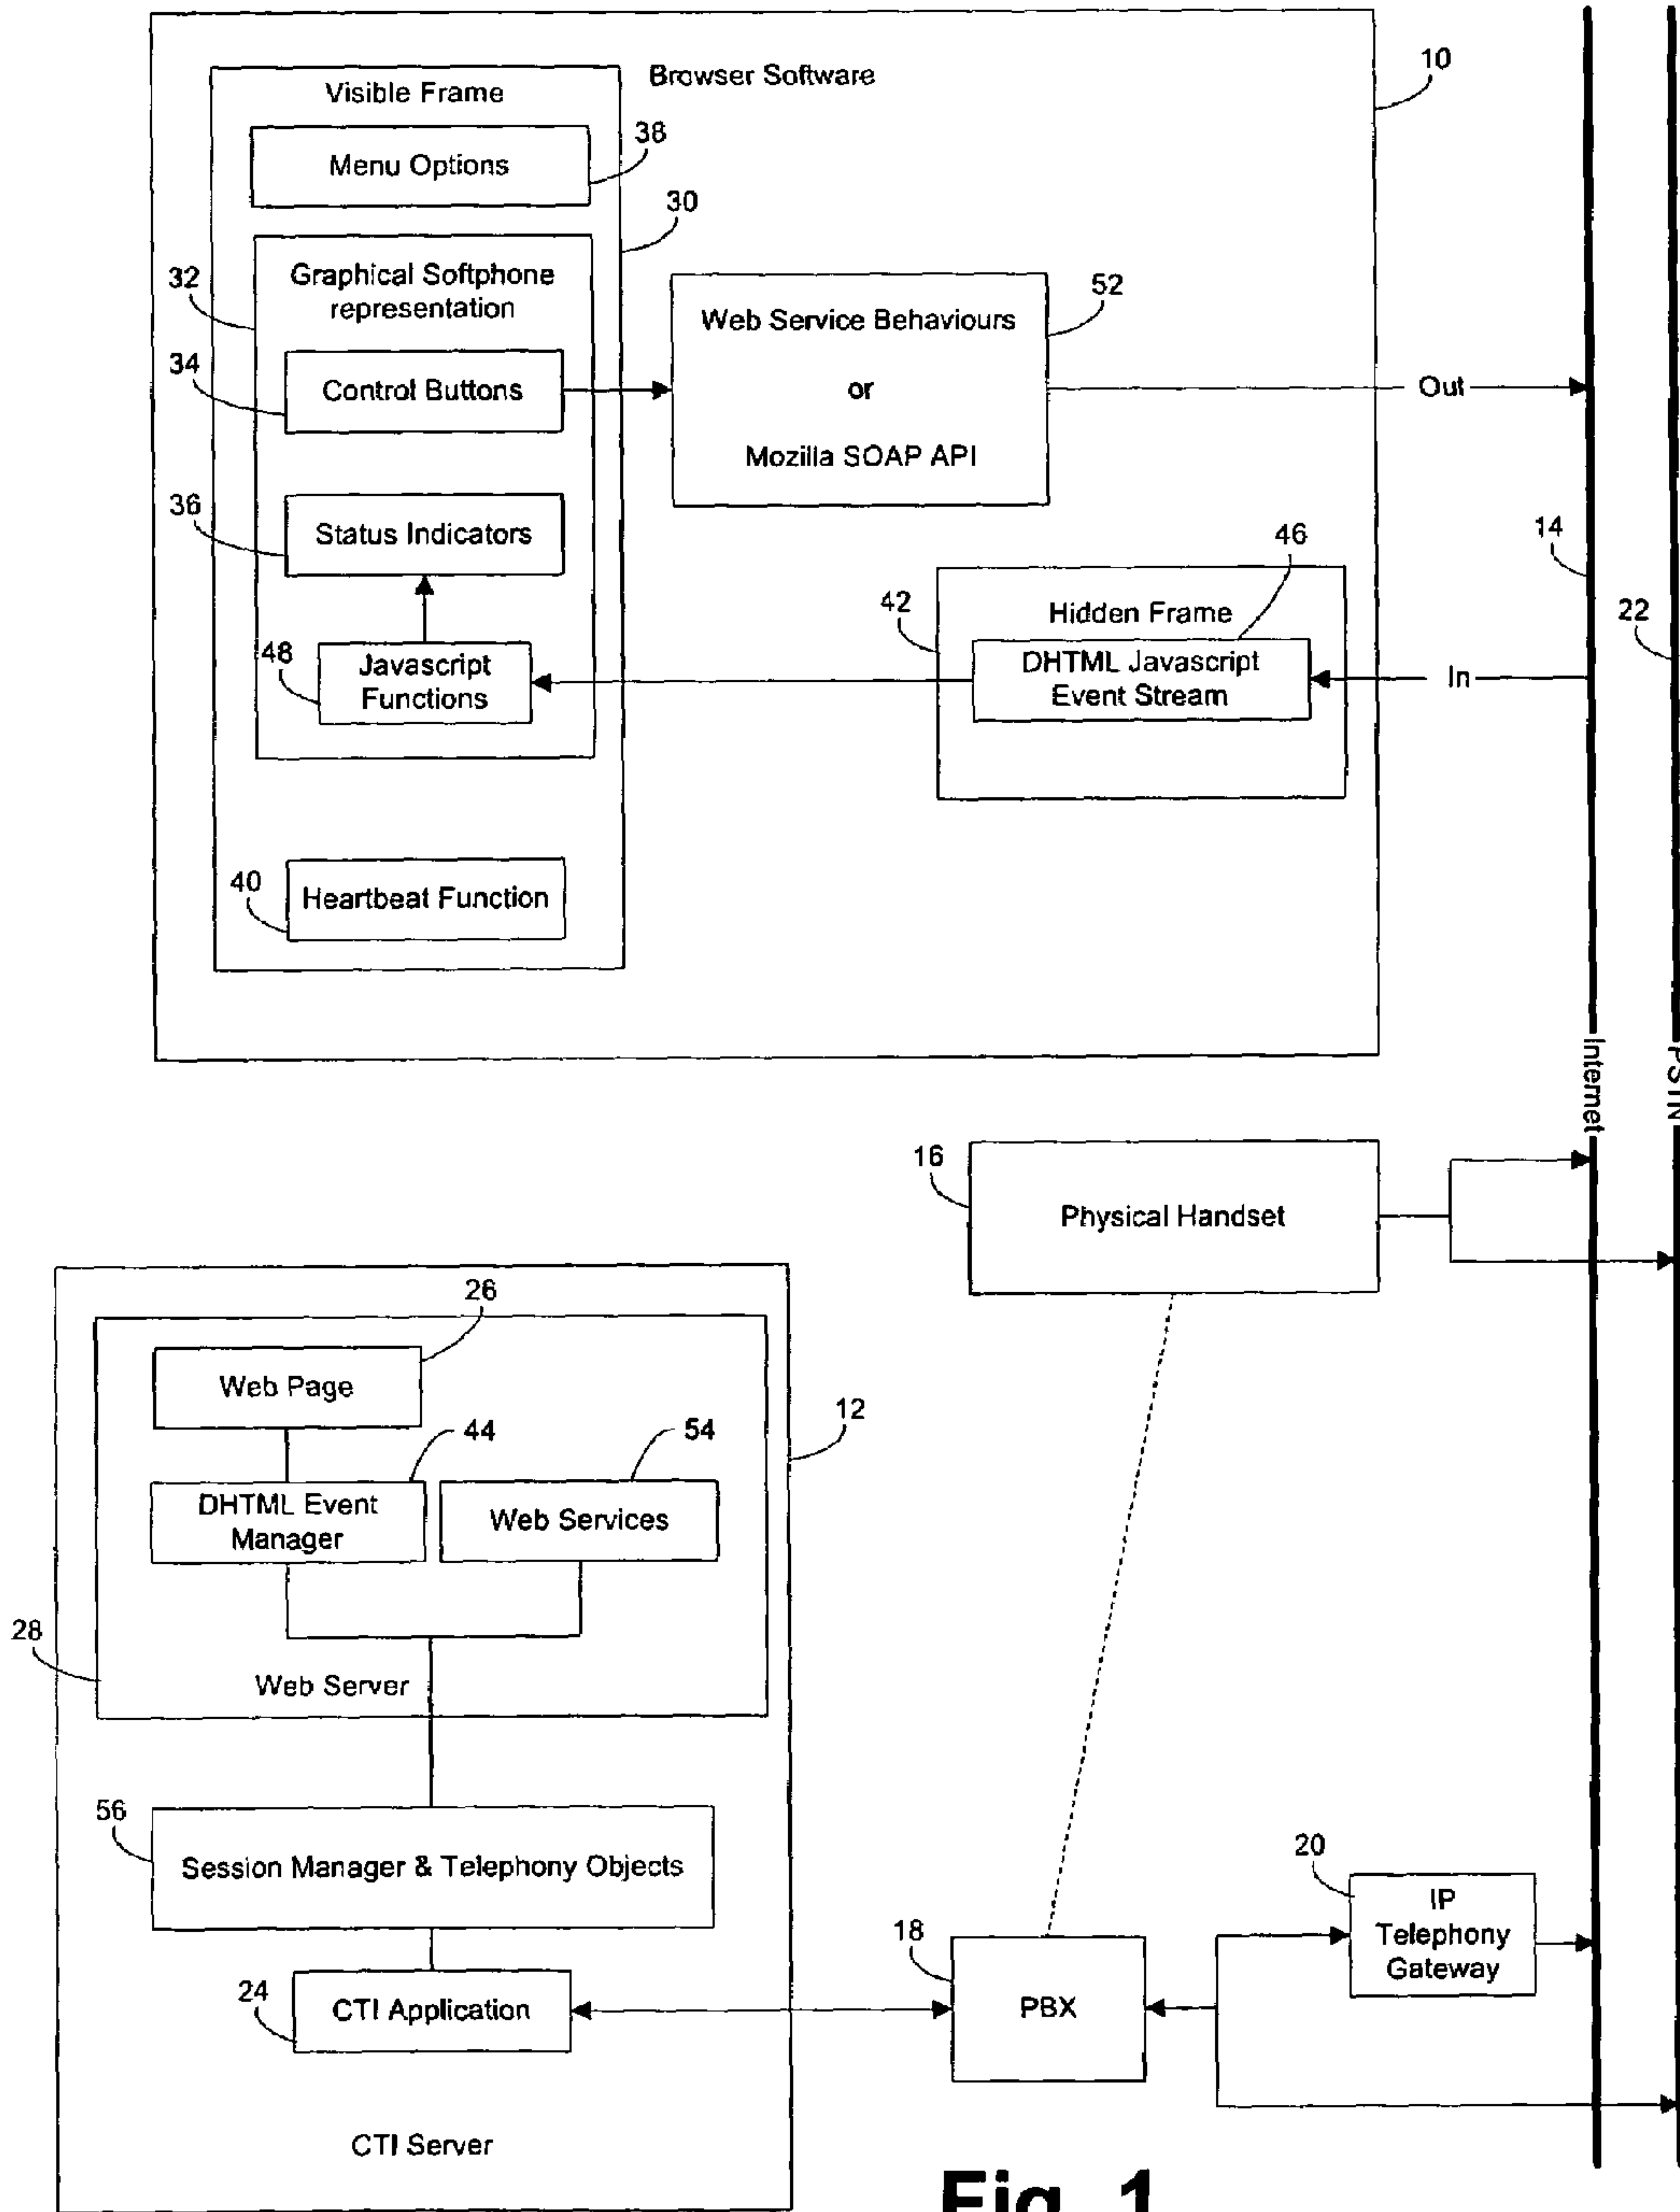 Browser Software
10
Visible Frame
Menu Options
38
30
Graphical Softphone
representation
32
Control Buttons
34
Web Service Behaviours
or
Mozilla SOAP API
52
Out
Status Indicators
36
14
46
42
Hidden Frame
22
DHTML Javascript
Event Stream
In
48
Javascript
Functions
40
Heartbeat Function
Internet
PSTN
16
Physical Handset
26
Web Page
12
44
54
DHTML Event
Manager
Web Services
28
Web Server
56
Session Manager & Telephony Objects
20
IP
Telephony
Gateway
18
PBX
24
CTI Application
CTI Server
Fig. 1